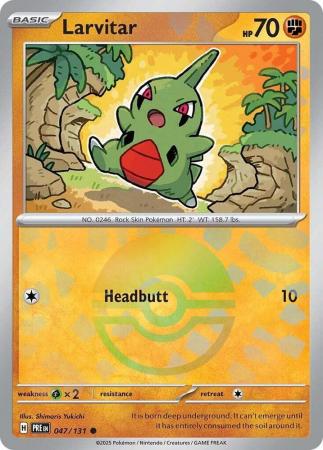 BASIC
Larvitar
HP 70
NO. 0246 Rock Skin Pokémon HT: 2' WT: 158.7 lbs.
Headbutt 10
weakness × 2 resistance retreat
Illus. Shimaris Yukichi
H PRE EN 047/131
It is born deep underground. It can't emerge until
it has entirely consumed the soil around it.
©2025 Pokémon / Nintendo / Creatures / GAME FREAK